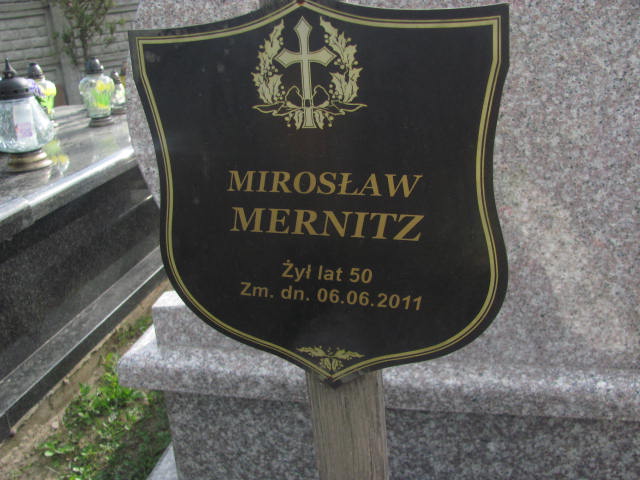 MIROSŁAW
MERNITZ
Żył lat 50
Zm. dn. 06.06.2011